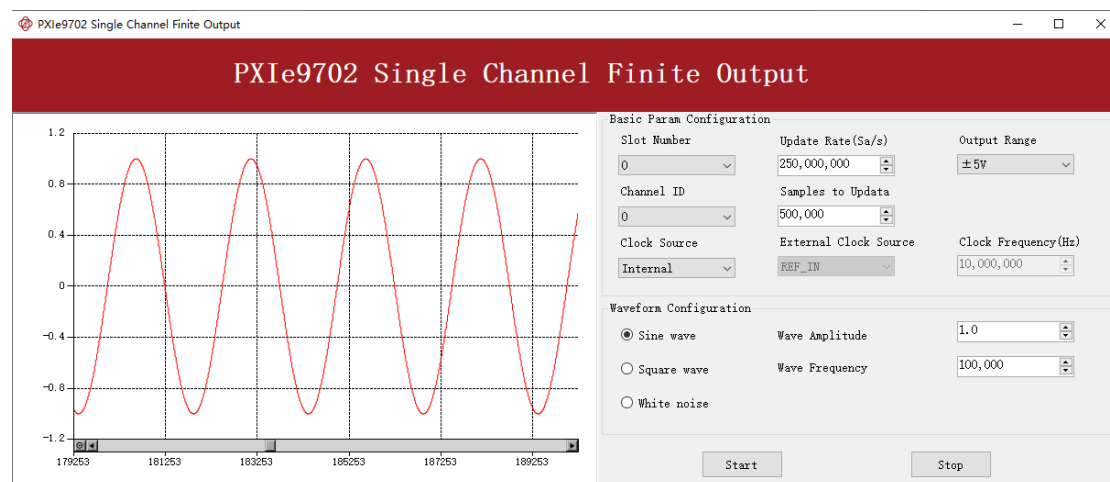 PXIe9702 Single Channel Finite Output
PXIe9702 Single Channel Finite Output
1.2
0.8
0.4
0
-0.4
-0.8
-1.2
179253 181253 183253 185253 187253 189253
Basic Param Configuration
Slot Number Update Rate(Sa/s) Output Range
0 250,000,000 ±5V
Channel ID Samples to Updata
0 500,000
Clock Source External Clock Source Clock Frequency(Hz)
Internal REF_IN 10,000,000
Waveform Configuration
Sine wave Wave Amplitude 1.0
Square wave Wave Frequency 100,000
White noise
Start Stop